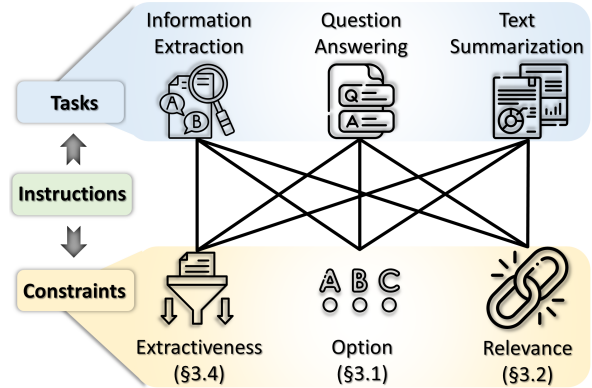 Information
Extraction
Question
Answering
Text
Summarization
A
B
Q
A
Tasks
Instructions
Constraints
A B C
Extractiveness
(§3.4)
Option
(§3.1)
Relevance
(§3.2)